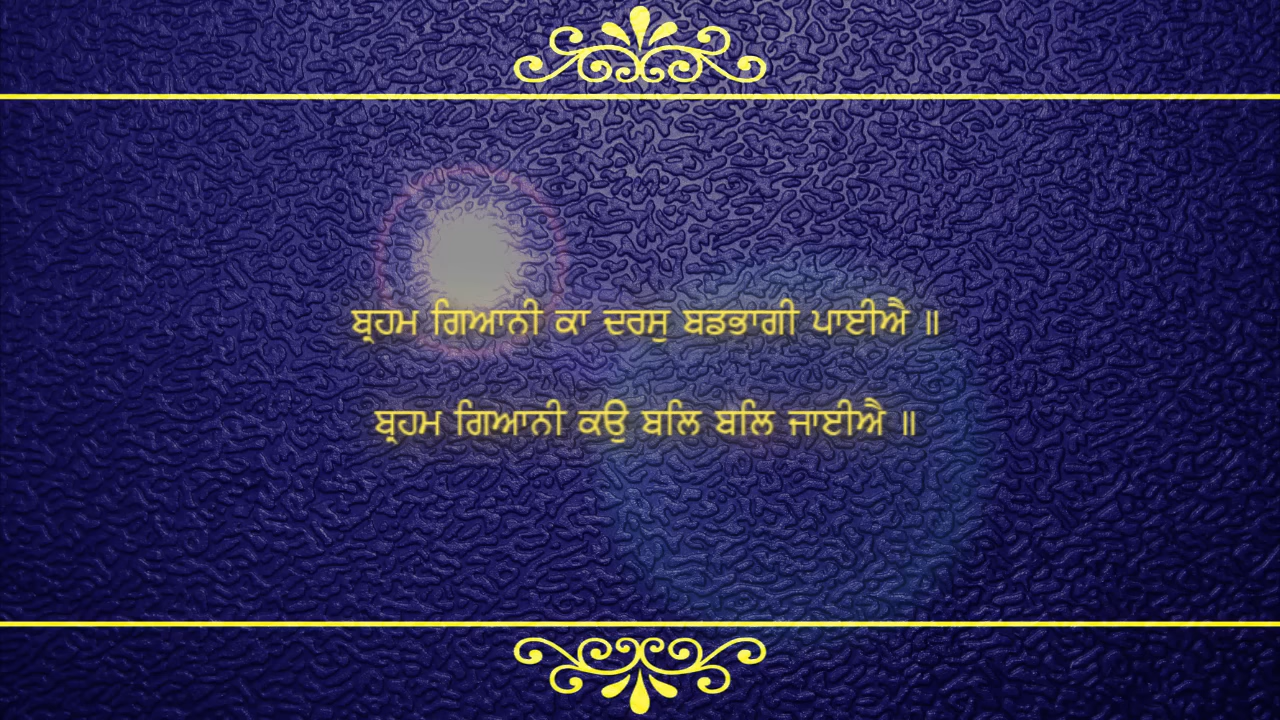 ਬ੍ਰਹਮ ਗਿਆਨੀ ਕਾ ਦਰਸੁ ਬਡਭਾਗੀ ਪਾਈਐ ॥
ਬ੍ਰਹਮ ਗਿਆਨੀ ਕਉ ਬਲਿ ਬਲਿ ਜਾਈਐ ॥